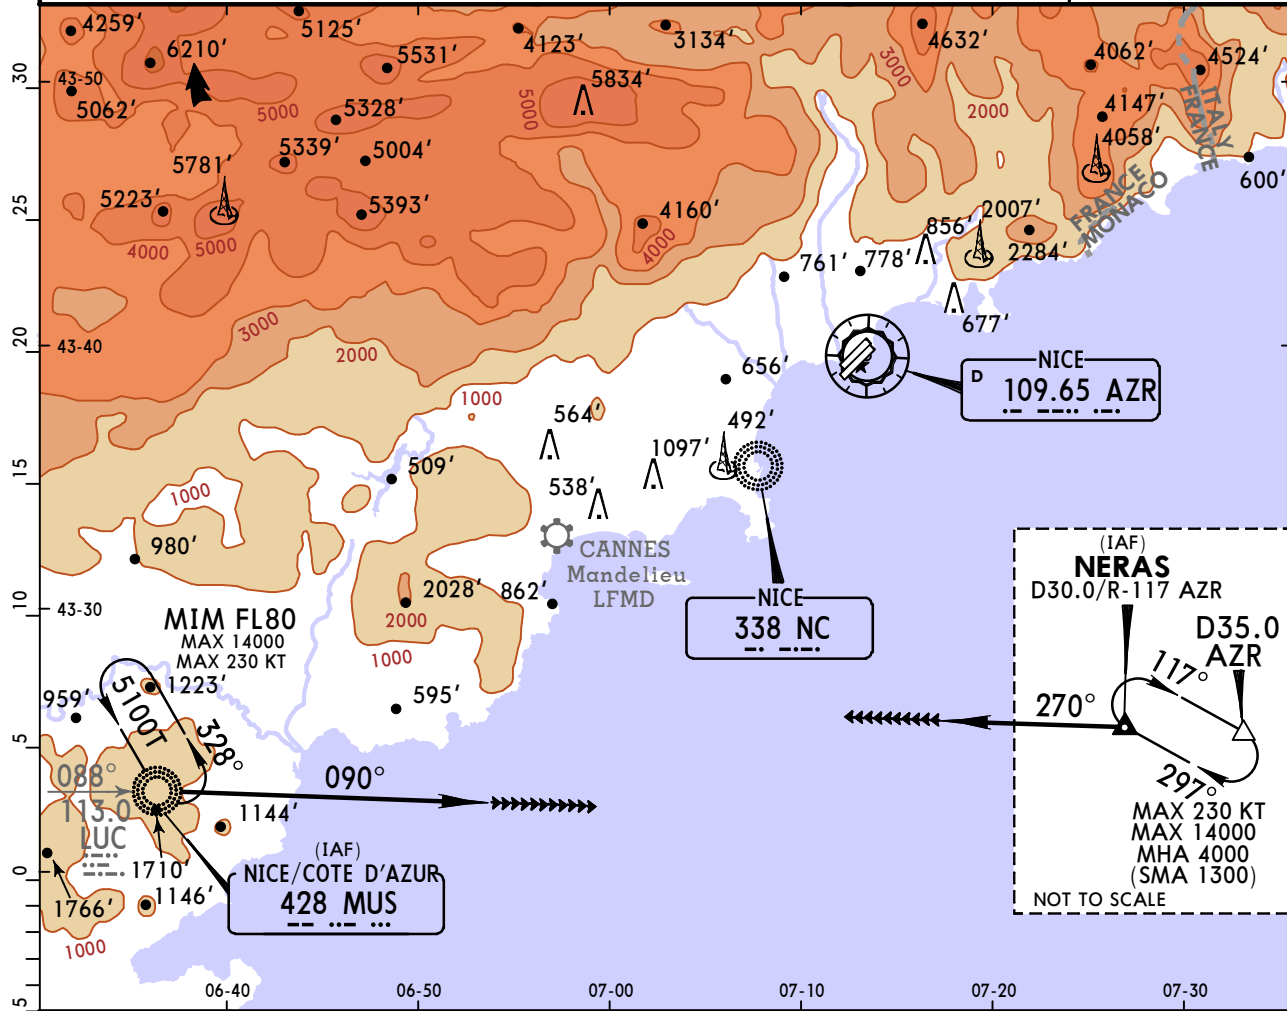 4259′
5125′
4123′
3134′
4632′
6210′
5531′
4062′
4524′
30
43-50
5834′
3000
5062′
5000
5328′
5000
2000
4147′
ITALY
FRANCE
5339′
5004′
4058′
5781′
600′
5223′
5393′
4160′
856′
2007′
FRANCE
MONACO
25
4000
5000
4000
761′
778′
2284′
677′
3000
20
43-40
2000
656′
NICE
D 109.65 AZR
1000
564′
492′
1097′
15
509′
1000
538′
980′
CANNES
Mandelieu
LFMD
(IAF)
NERAS
D30.0/R-117 AZR
10
43-30
2028′
862′
NICE
338 NC
MIM FL80
MAX 14000
MAX 230 KT
2000
1000
D35.0
AZR
117°
1223′
959′
5100T
328°
595′
270°
5
088°
113.0
LUC
090°
297°
1144′
MAX 230 KT
MAX 14000
MHA 4000
(SMA 1300)
(IAF)
NICE/COTE D'AZUR
428 MUS
1710′
0
1766′
1146′
NOT TO SCALE
1000
5
06-40
06-50
07-00
07-10
07-20
07-30